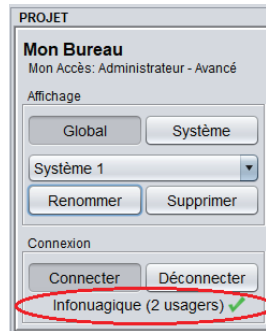 PROJET
Mon Bureau
Mon Accès: Administrateur - Avancé
Affichage
Global Système
Système 1
Renommer Supprimer
Connexion
Connecter Déconnecter
Infonuagique (2 usagers)